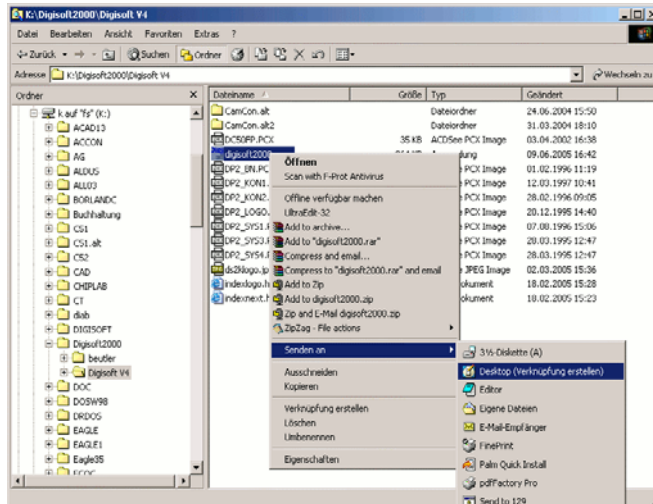 K:\Digisoft2000\Digisoft V4
Datei Bearbeiten Ansicht Favoriten Extras ?
Zurück Suchen Ordner
Adresse K:\Digisoft2000\Digisoft V4 Wechseln zu
Ordner Dateiname Größe Typ Geändert
k auf "fs" (K:)
ACAD13
ACCON
AG
ALDUS
ALL03
BORLANDC
Buchhaltung
CS1
CS1.alt
CS2
CAD
CHIPLAB
CT
diab
DIGISOFT
Digisoft2000
beutler
Digisoft V4
DOC
DOSW98
DRDOS
EAGLE
EAGLE1
Eagle35
CamCon.alt Dateiordner 24.06.2004 15:50
CamCon.alt2 Dateiordner 31.03.2004 18:10
DC50FP.PCX 35 KB ACDSee PCX Image 03.04.2002 16:38
digisoft2000 09.06.2005 16:42
DP2_BN.PC PCX Image 01.02.1996 11:19
DP2_KON1. PCX Image 12.03.1997 10:41
DP2_KON2. PCX Image 28.02.1996 09:05
DP2_LOGO. PCX Image 20.12.1995 14:40
DP2_SYS1. PCX Image 07.08.1996 15:06
DP2_SYS3. PCX Image 28.03.1995 12:47
DP2_SYS4. PCX Image 28.03.1995 12:47
ds2klogo.jp JPEG Image 02.03.2005 15:36
indexlogo.h okument 18.02.2005 15:28
indexnext.h okument 18.02.2005 15:23
Öffnen
Scan with F-Prot Antivirus
Offline verfügbar machen
UltraEdit-32
Add to archive...
Add to "digisoft2000.rar"
Compress and email...
Compress to "digisoft2000.rar" and email
Add to Zip
Add to digisoft2000.zip
Zip and E-Mail digisoft2000.zip
ZipZag - File actions
Senden an
Ausschneiden
Kopieren
Verknüpfung erstellen
Löschen
Umbenennen
Eigenschaften
3½-Diskette (A)
Desktop (Verknüpfung erstellen)
Editor
Eigene Dateien
E-Mail-Empfänger
FinePrint
Palm Quick Install
pdfFactory Pro
Send to 129